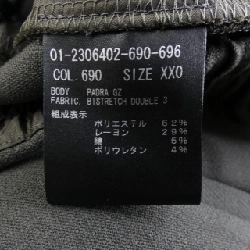 01-2306402-690-696
COL. 690 SIZE XXO
BODY PADRA GZ
FABRIC. BISTRETCH DOUBLE 3
組成表示
ポリエステル 62%
レーヨン 29%
綿 5%
ポリウレタン 4%